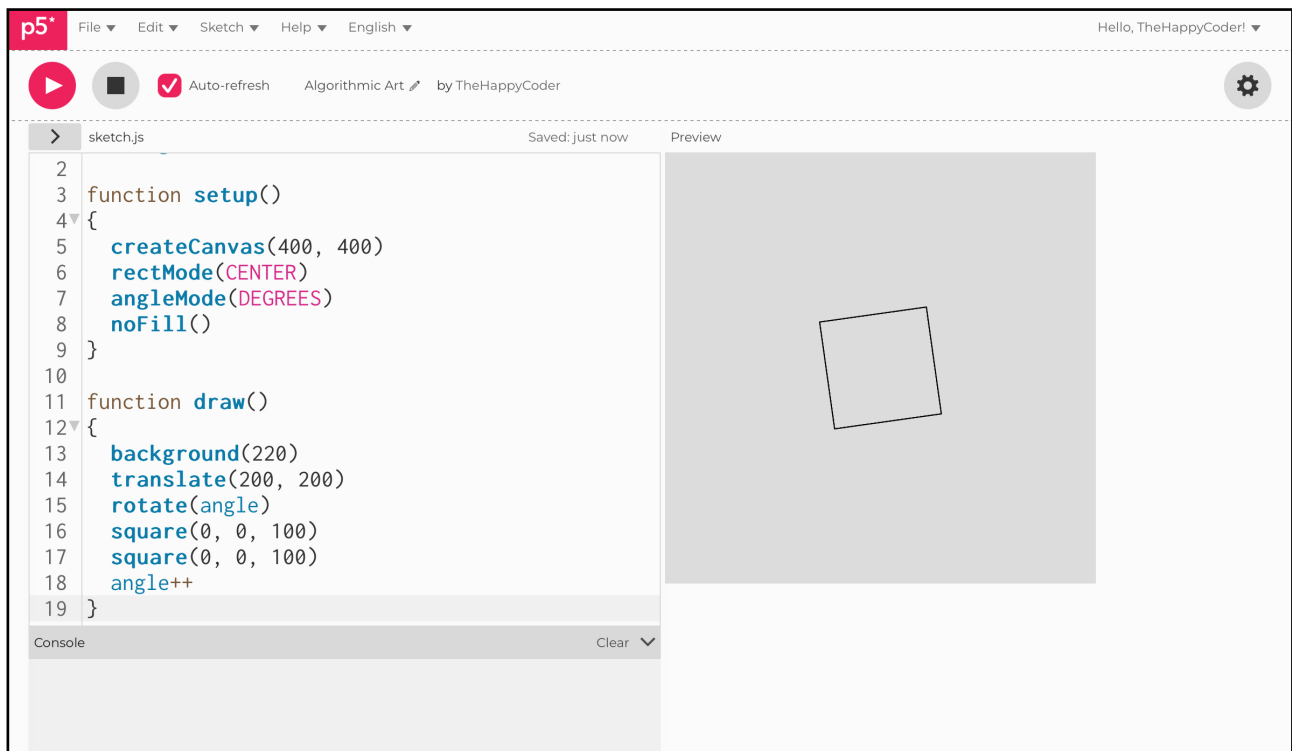 p5* File Edit Sketch Help English Hello, TheHappyCoder!
Auto-refresh Algorithmic Art by TheHappyCoder
sketch.js Saved: just now Preview
2
3 function setup()
4 {
5 createCanvas(400, 400)
6 rectMode(CENTER)
7 angleMode(DEGREES)
8 noFill()
9 }
10
11 function draw()
12 {
13 background(220)
14 translate(200, 200)
15 rotate(angle)
16 square(0, 0, 100)
17 square(0, 0, 100)
18 angle++
19 }
Console Clear